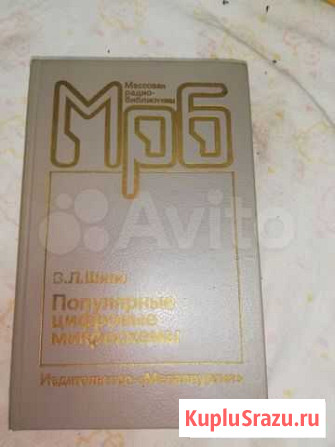 Массовая
радио-
библиотека
Мрб
В.Л.Шило
Популярные
цифровые
микросхемы
Издательство «Металлургия»
Avito
KupluSrazu.ru